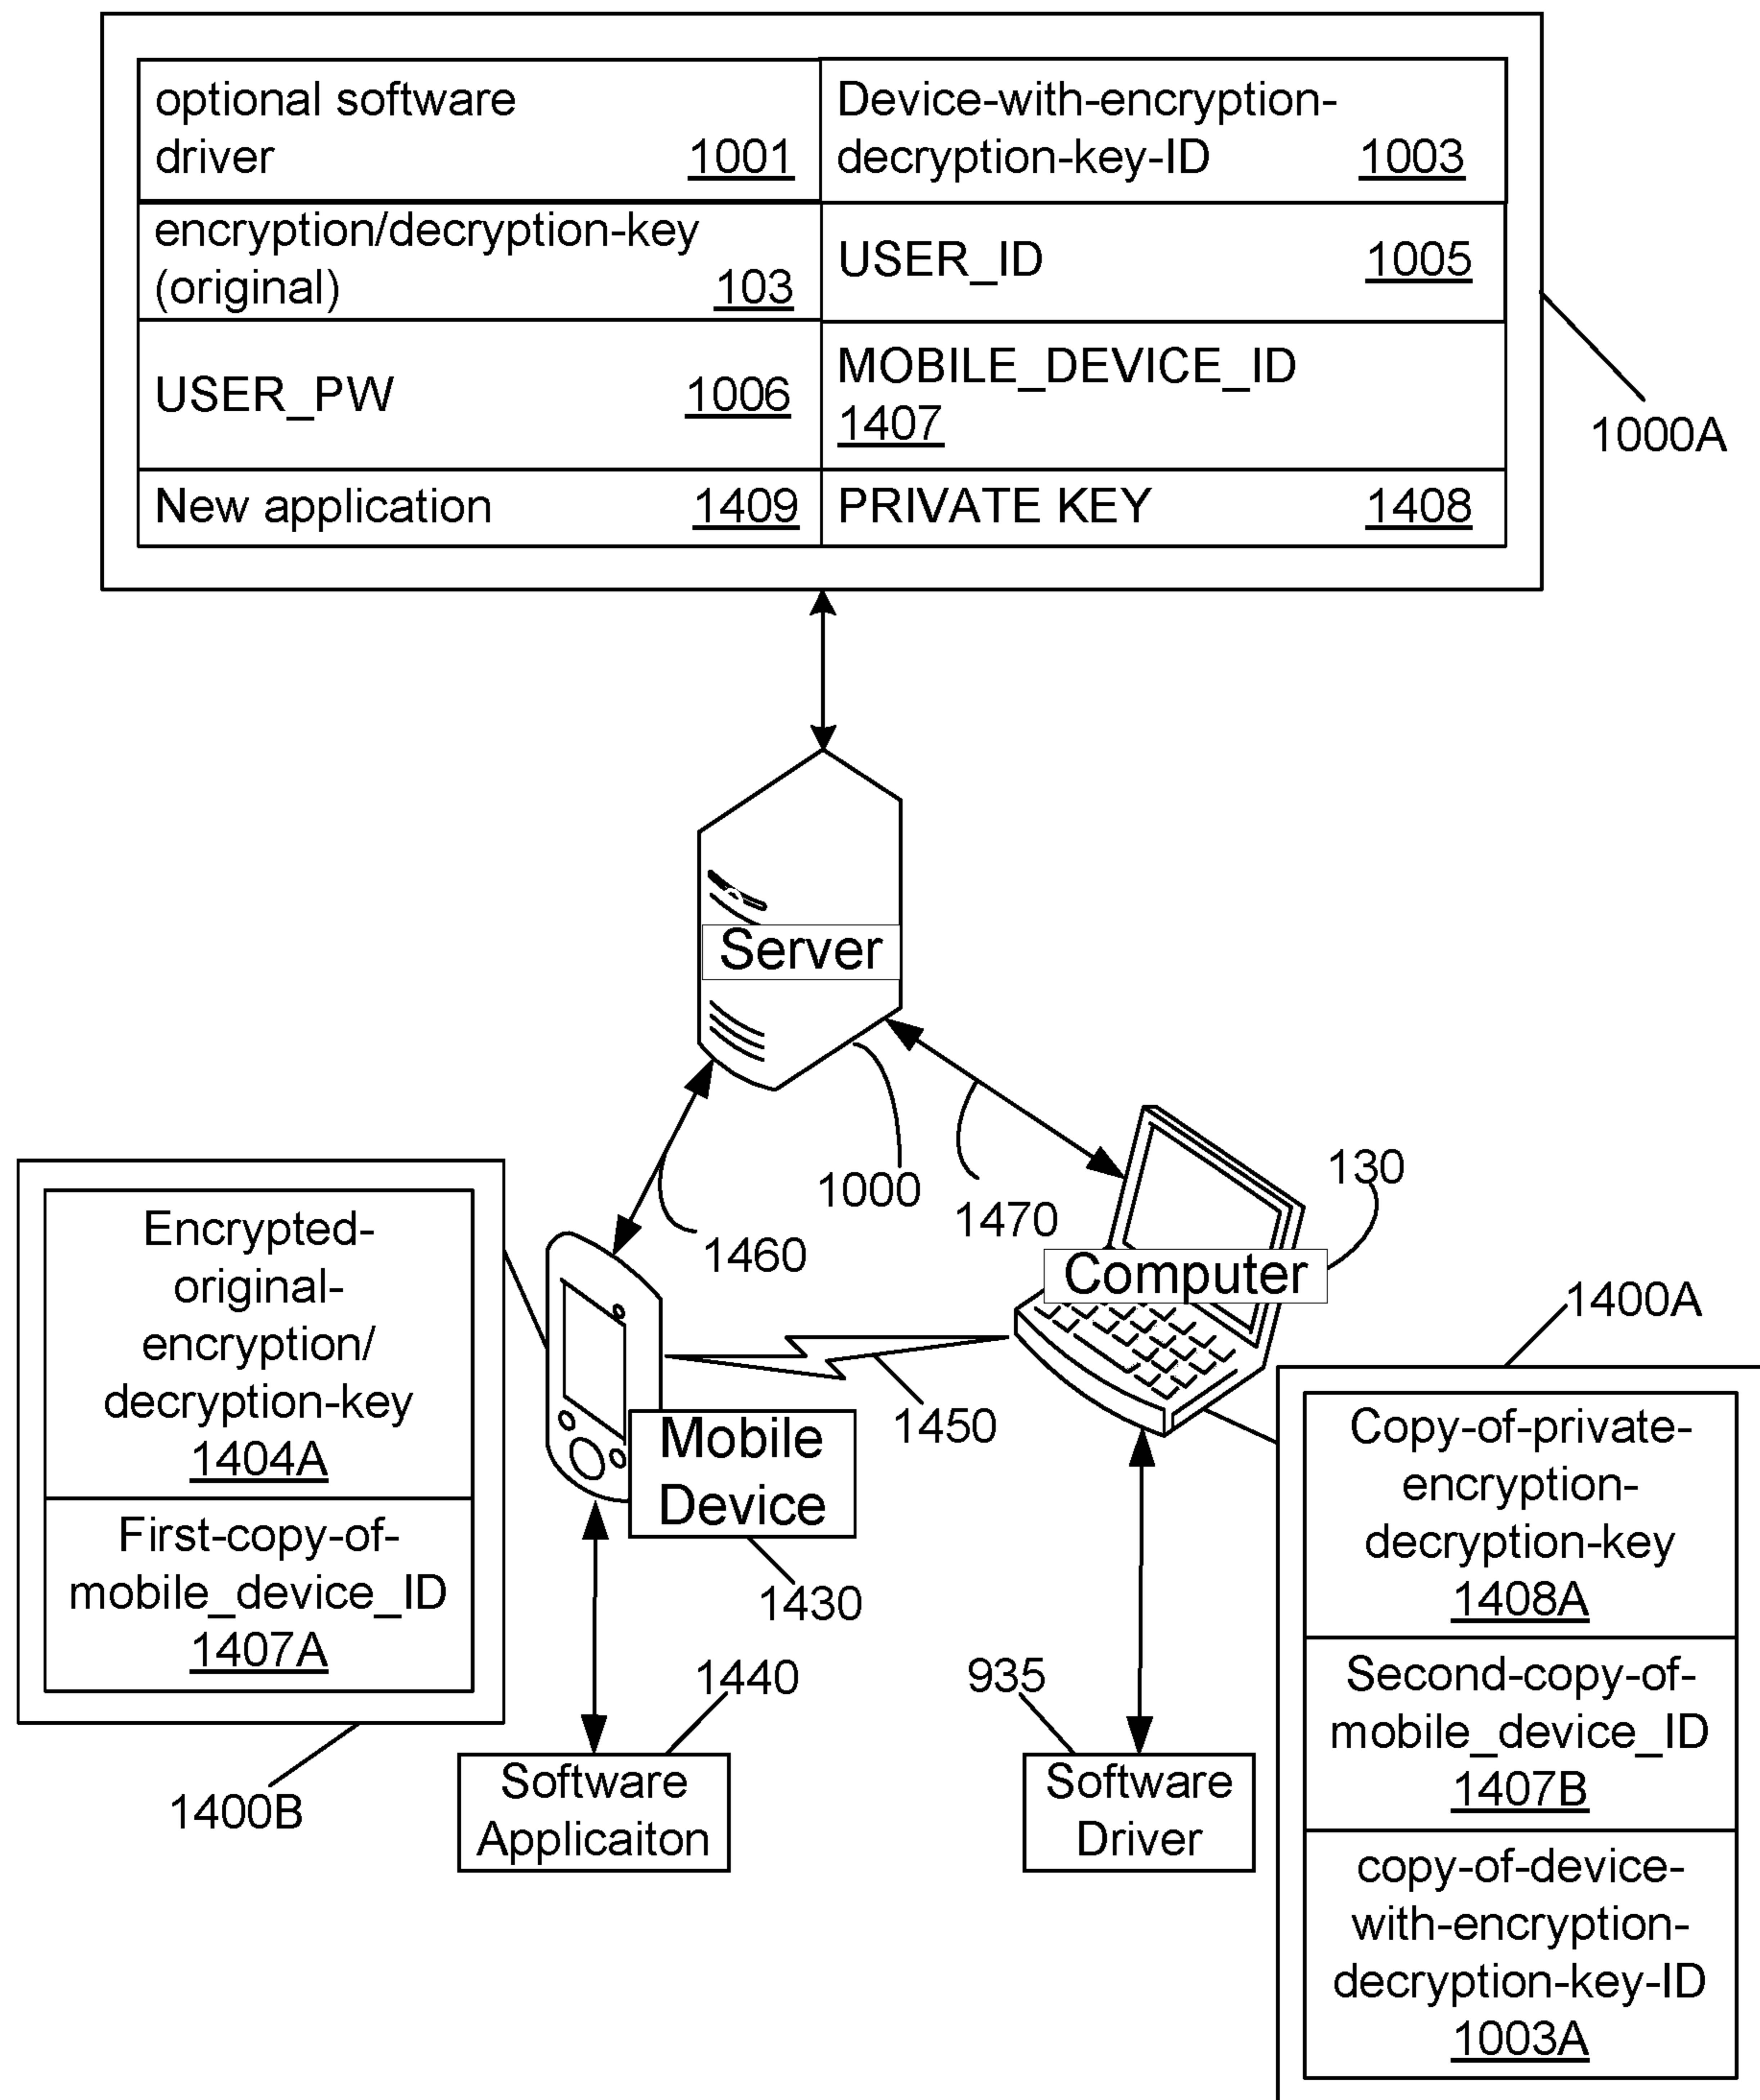 optional software
driver 1001
Device-with-encryption-
decryption-key-ID 1003
encryption/decryption-key
(original) 103
USER_ID 1005
USER_PW 1006
MOBILE_DEVICE_ID
1407
New application 1409
PRIVATE KEY 1408
1000A
Server
1000
1460
1470
130
Computer
1400A
Encrypted-
original-
encryption/
decryption-key
1404A
First-copy-of-
mobile_device_ID
1407A
1400B
1450
Mobile
Device
1430
1440
Software
Applicaiton
935
Software
Driver
Copy-of-private-
encryption-
decryption-key
1408A
Second-copy-of-
mobile_device_ID
1407B
copy-of-device-
with-encryption-
decryption-key-ID
1003A